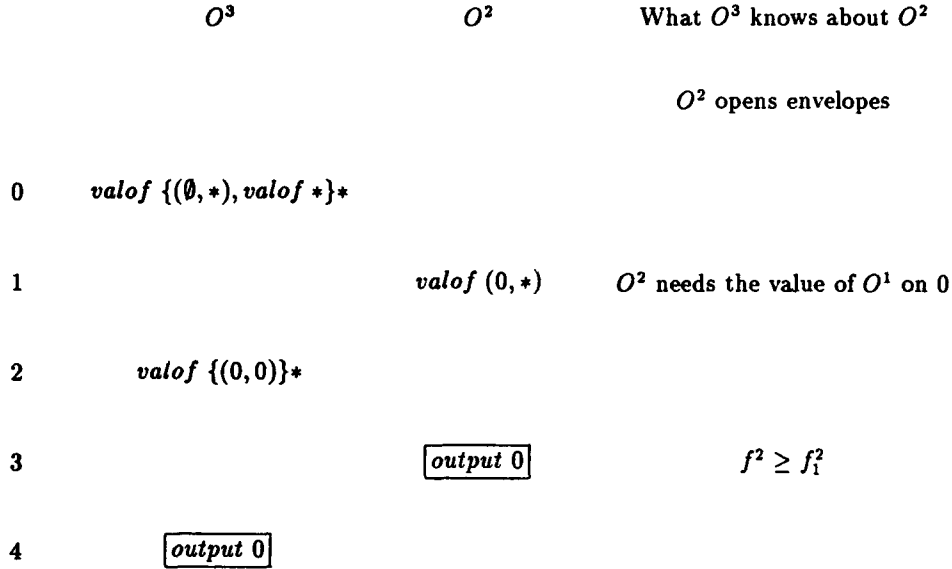 O³ O² What O³ knows about O²
O² opens envelopes
0 valof {(∅, *), valof *}*
1 valof (0, *) O² needs the value of O¹ on 0
2 valof {(0, 0)}*
3 output 0 f² ≥ f₁²
4 output 0